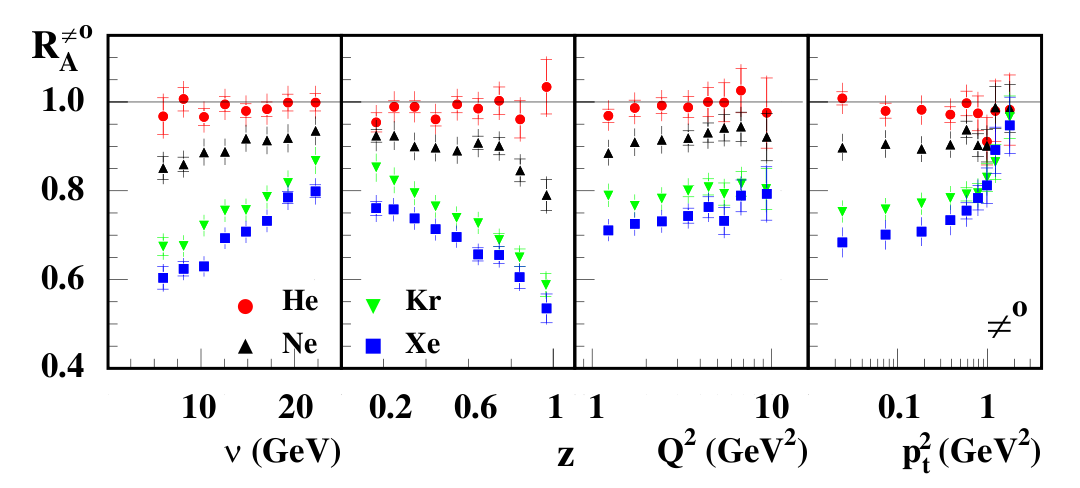 R_A^≠o
1.0
0.8
0.6
0.4
He
Ne
Kr
Xe
≠o
10 20 0.2 0.6 1 1 10 0.1 1
ν (GeV) z Q² (GeV²) p_t² (GeV²)